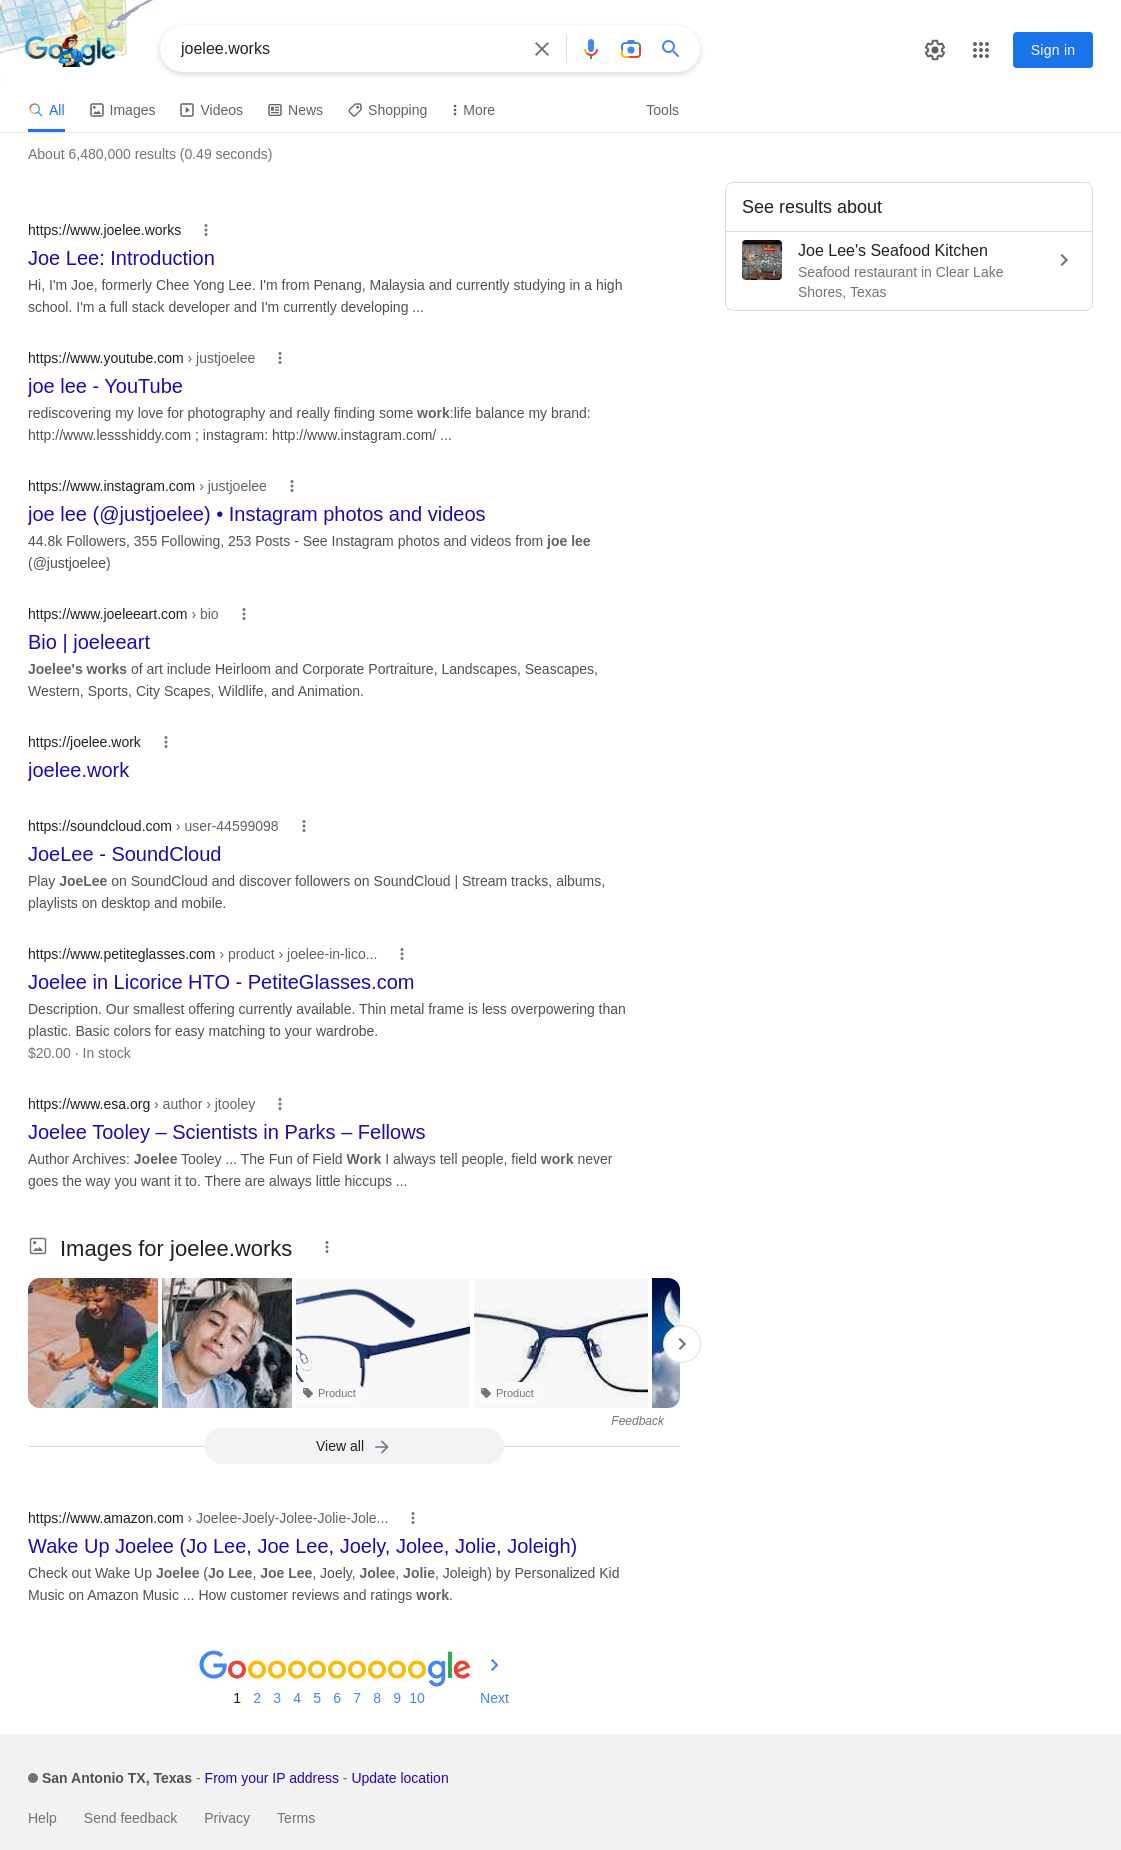 Google
joelee.works
Sign in
All
Images
Videos
News
Shopping
More
Tools
About 6,480,000 results (0.49 seconds)
See results about
Joe Lee's Seafood Kitchen
Seafood restaurant in Clear Lake
Shores, Texas
https://www.joelee.works
Joe Lee: Introduction
Hi, I'm Joe, formerly Chee Yong Lee. I'm from Penang, Malaysia and currently studying in a high
school. I'm a full stack developer and I'm currently developing ...
https://www.youtube.com › justjoelee
joe lee - YouTube
rediscovering my love for photography and really finding some work:life balance my brand:
http://www.lessshiddy.com ; instagram: http://www.instagram.com/ ...
https://www.instagram.com › justjoelee
joe lee (@justjoelee) • Instagram photos and videos
44.8k Followers, 355 Following, 253 Posts - See Instagram photos and videos from joe lee
(@justjoelee)
https://www.joeleeart.com › bio
Bio | joeleeart
Joelee's works of art include Heirloom and Corporate Portraiture, Landscapes, Seascapes,
Western, Sports, City Scapes, Wildlife, and Animation.
https://joelee.work
joelee.work
https://soundcloud.com › user-44599098
JoeLee - SoundCloud
Play JoeLee on SoundCloud and discover followers on SoundCloud | Stream tracks, albums,
playlists on desktop and mobile.
https://www.petiteglasses.com › product › joelee-in-lico...
Joelee in Licorice HTO - PetiteGlasses.com
Description. Our smallest offering currently available. Thin metal frame is less overpowering than
plastic. Basic colors for easy matching to your wardrobe.
$20.00 · In stock
https://www.esa.org › author › jtooley
Joelee Tooley – Scientists in Parks – Fellows
Author Archives: Joelee Tooley ... The Fun of Field Work I always tell people, field work never
goes the way you want it to. There are always little hiccups ...
Images for joelee.works
Product
Product
Feedback
View all
https://www.amazon.com › Joelee-Joely-Jolee-Jolie-Jole...
Wake Up Joelee (Jo Lee, Joe Lee, Joely, Jolee, Jolie, Joleigh)
Check out Wake Up Joelee (Jo Lee, Joe Lee, Joely, Jolee, Jolie, Joleigh) by Personalized Kid
Music on Amazon Music ... How customer reviews and ratings work.
Goooooooooogle
1 2 3 4 5 6 7 8 9 10 Next
San Antonio TX, Texas - From your IP address - Update location
Help Send feedback Privacy Terms